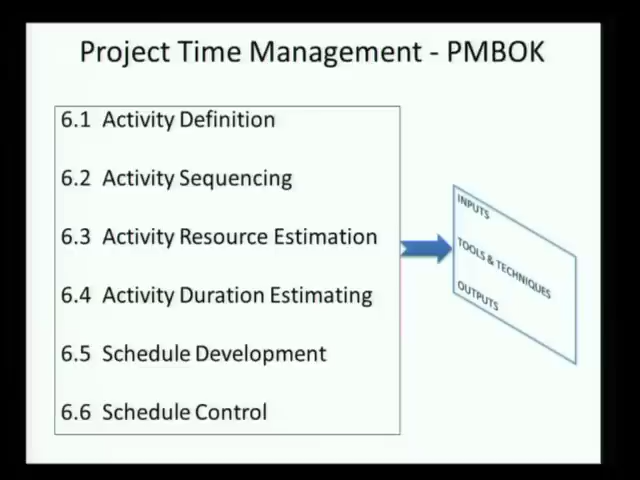 Project Time Management - PMBOK
6.1 Activity Definition
6.2 Activity Sequencing
6.3 Activity Resource Estimation
6.4 Activity Duration Estimating
6.5 Schedule Development
6.6 Schedule Control
INPUTS
TOOLS & TECHNIQUES
OUTPUTS